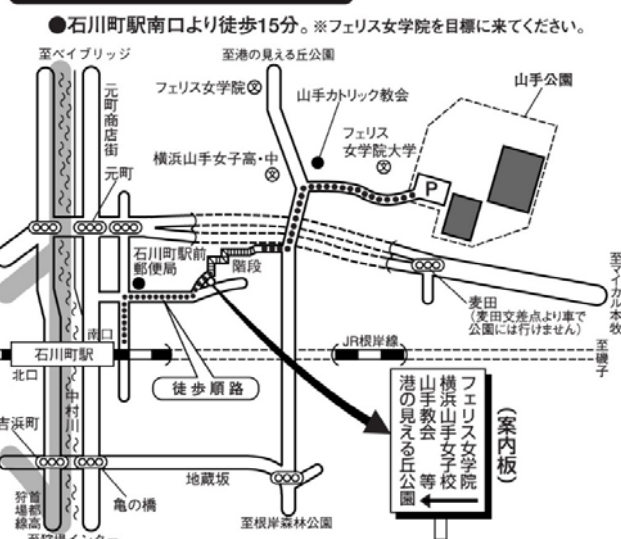 ●石川町駅南口より徒歩15分。※フェリス女学院を目標に来てください。
至ベイブリッジ
至港の見える丘公園
山手公園
フェリス女学院
山手カトリック教会
元町商店街
フェリス
女学院大学
横浜山手女子高・中
元町
P
石川町駅前
郵便局
階段
至マイカル本牧
麦田
(麦田交差点より車で
公園には行けません)
南口
石川町駅
JR根岸線
至磯子
北口
徒歩順路
中村川
フェリス女学院
横浜山手女子校
山手教会 等
港の見える丘公園
(案内板)
吉浜町
地蔵坂
亀の橋
首都高
狩場線
至根岸森林公園